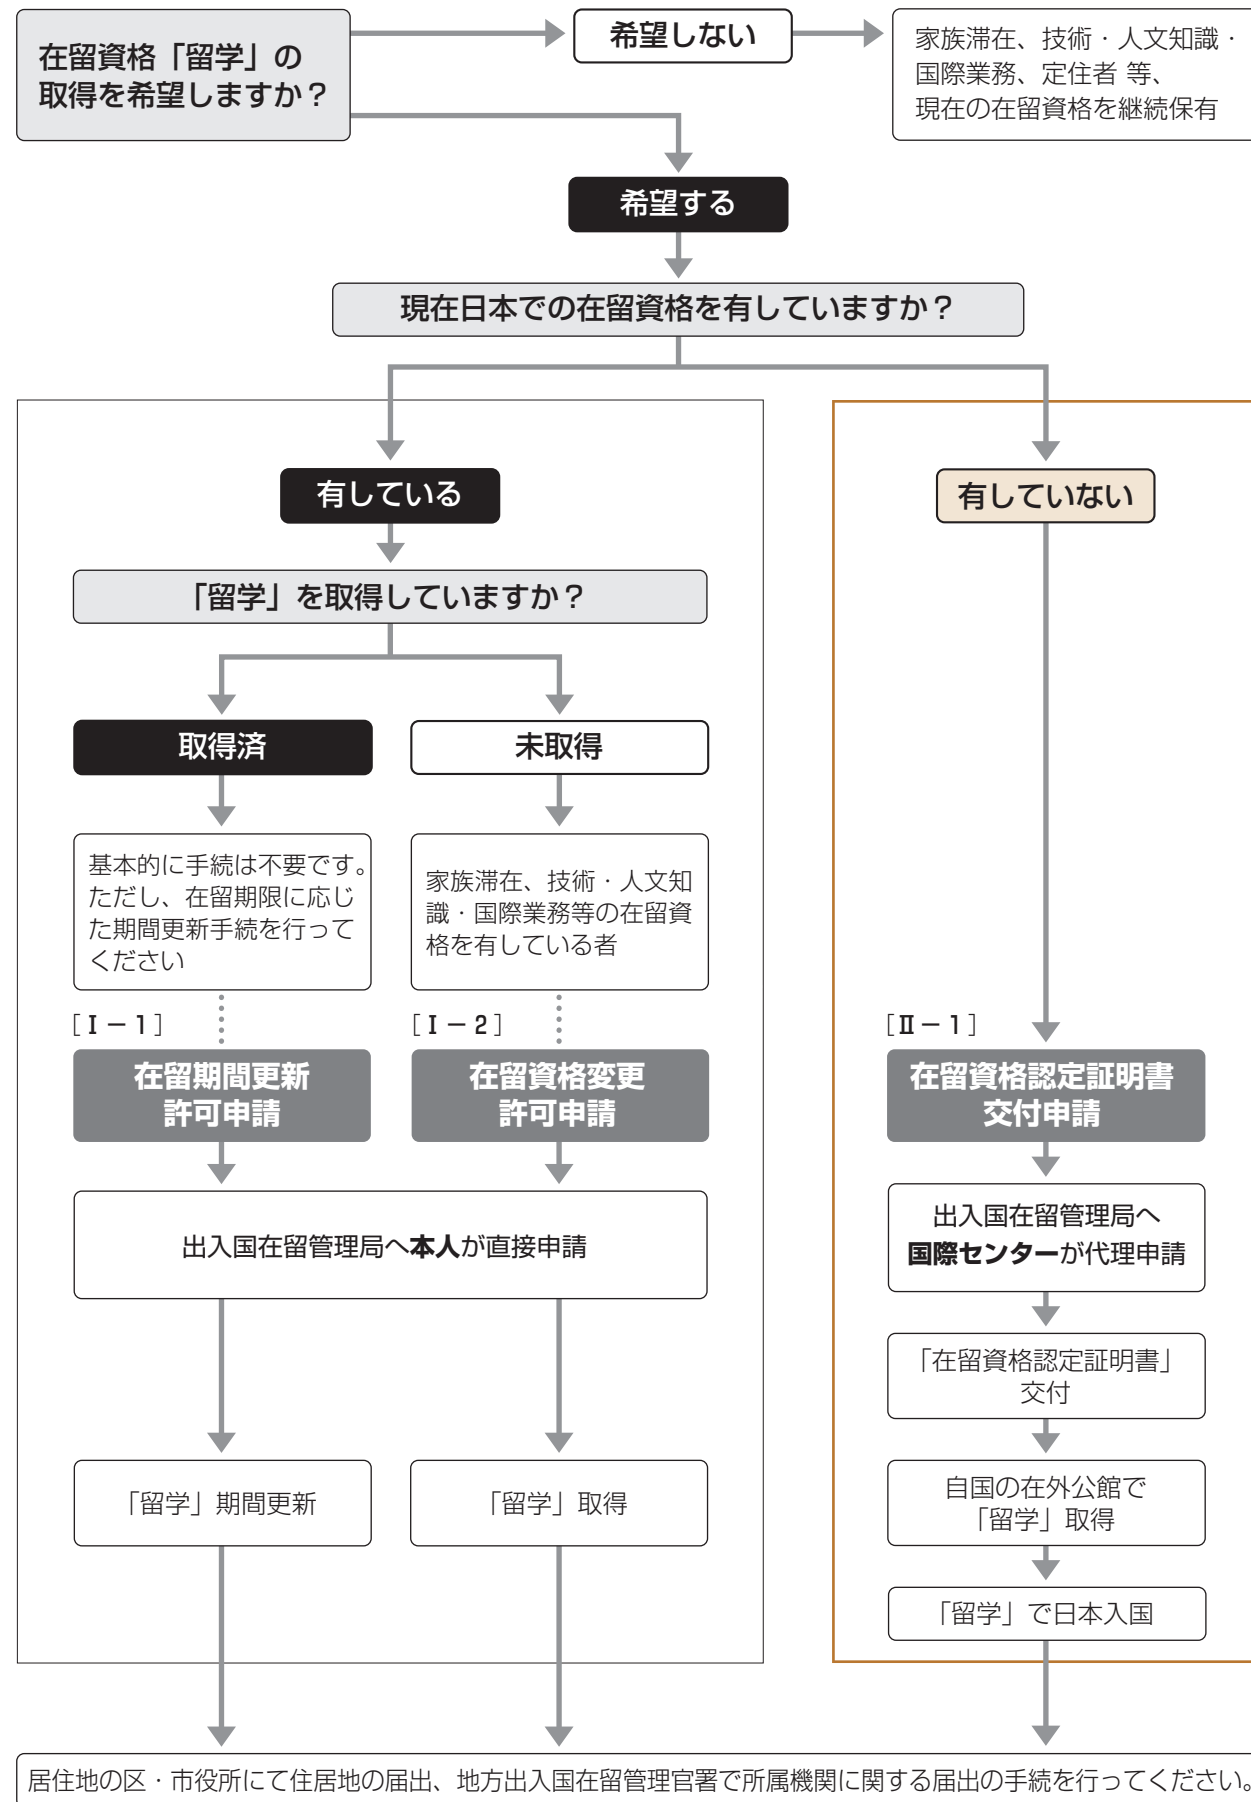 在留資格「留学」の
取得を希望しますか？
希望しない
家族滞在、技術・人文知識・
国際業務、定住者 等、
現在の在留資格を継続保有
希望する
現在日本での在留資格を有していますか？
有している
「留学」を取得していますか？
取得済
未取得
基本的に手続は不要です。
ただし、在留期限に応じ
た期間更新手続を行って
ください
家族滞在、技術・人文知
識・国際業務等の在留資
格を有している者
［Ⅰ－1］
［Ⅰ－2］
在留期間更新
許可申請
在留資格変更
許可申請
出入国在留管理局へ本人が直接申請
「留学」期間更新
「留学」取得
有していない
［Ⅱ－1］
在留資格認定証明書
交付申請
出入国在留管理局へ
国際センターが代理申請
「在留資格認定証明書」
交付
自国の在外公館で
「留学」取得
「留学」で日本入国
居住地の区・市役所にて住居地の届出、地方出入国在留管理官署で所属機関に関する届出の手続を行ってください。